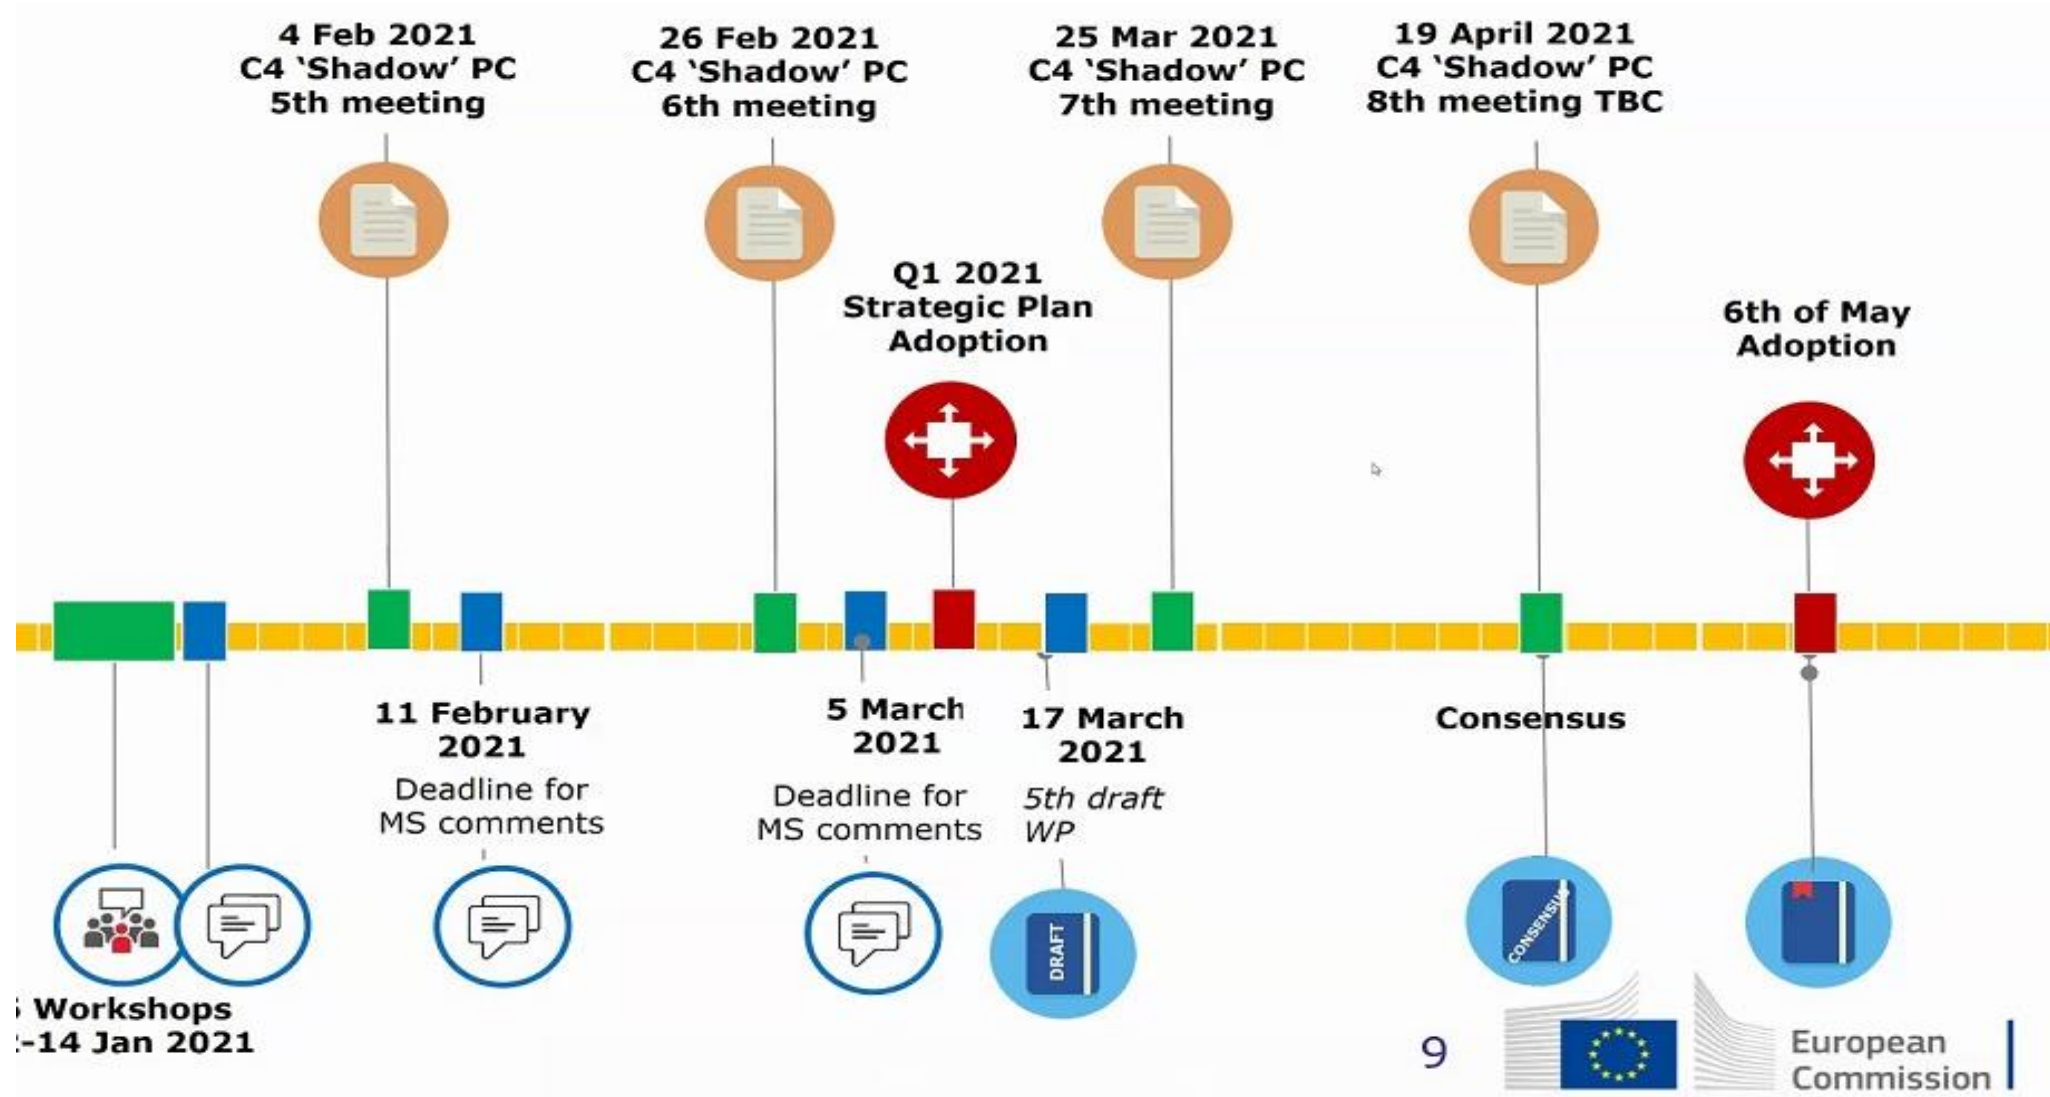 4 Feb 2021
C4 ‘Shadow’ PC
5th meeting
26 Feb 2021
C4 ‘Shadow’ PC
6th meeting
25 Mar 2021
C4 ‘Shadow’ PC
7th meeting
19 April 2021
C4 ‘Shadow’ PC
8th meeting TBC
Q1 2021
Strategic Plan
Adoption
6th of May
Adoption
11 February
2021
Deadline for
MS comments
5 March
2021
Deadline for
MS comments
17 March
2021
5th draft
WP
DRAFT
Consensus
CONSENSUS
Workshops
-14 Jan 2021
9
European
Commission